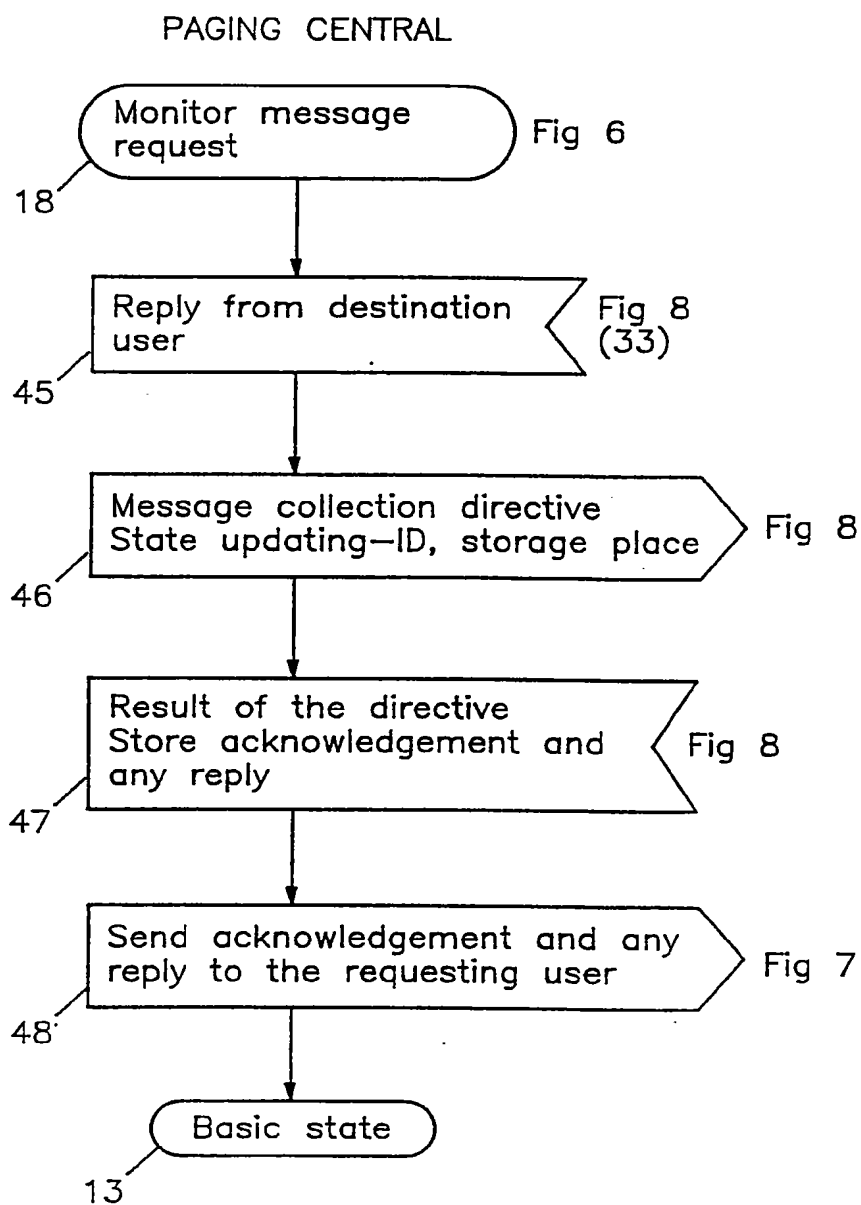 PAGING CENTRAL
Monitor message
request
Fig 6
18
Reply from destination
user
Fig 8
(33)
45
Message collection directive
State updating-ID, storage place
Fig 8
46
Result of the directive
Store acknowledgement and
any reply
Fig 8
47
Send acknowledgement and any
reply to the requesting user
Fig 7
48
Basic state
13